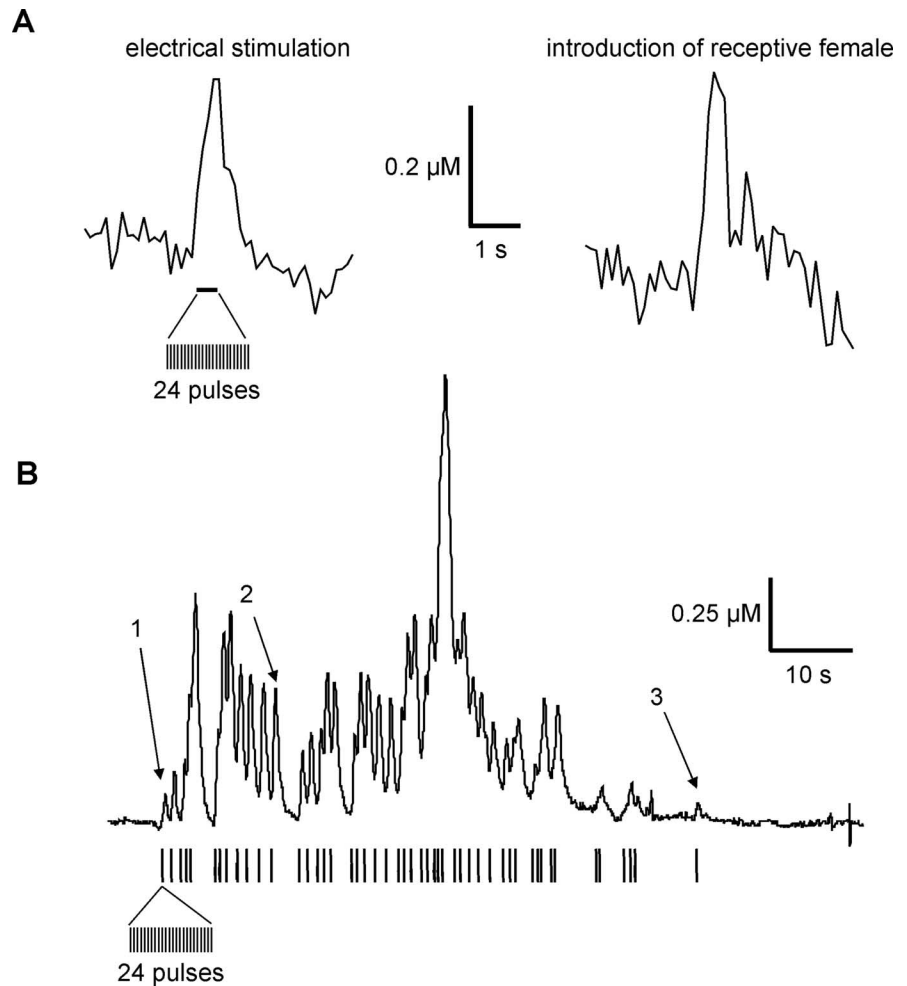 A
electrical stimulation
introduction of receptive female
0.2 µM
1 s
24 pulses
B
1
2
3
0.25 µM
10 s
24 pulses